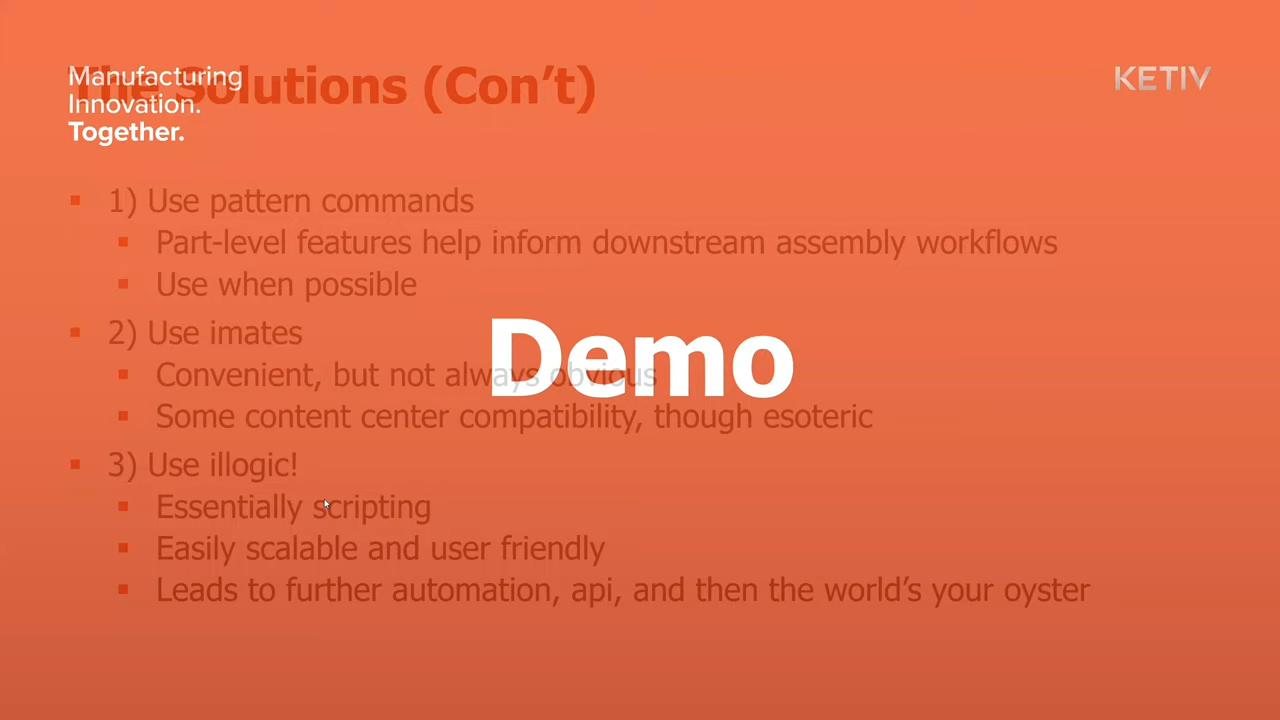 The Solutions (Con’t)
Manufacturing
Innovation.
Together.
KETIV
1) Use pattern commands
Part-level features help inform downstream assembly workflows
Use when possible
2) Use imates
Convenient, but not always obvious
Some content center compatibility, though esoteric
3) Use illogic!
Essentially scripting
Easily scalable and user friendly
Leads to further automation, api, and then the world’s your oyster
Demo